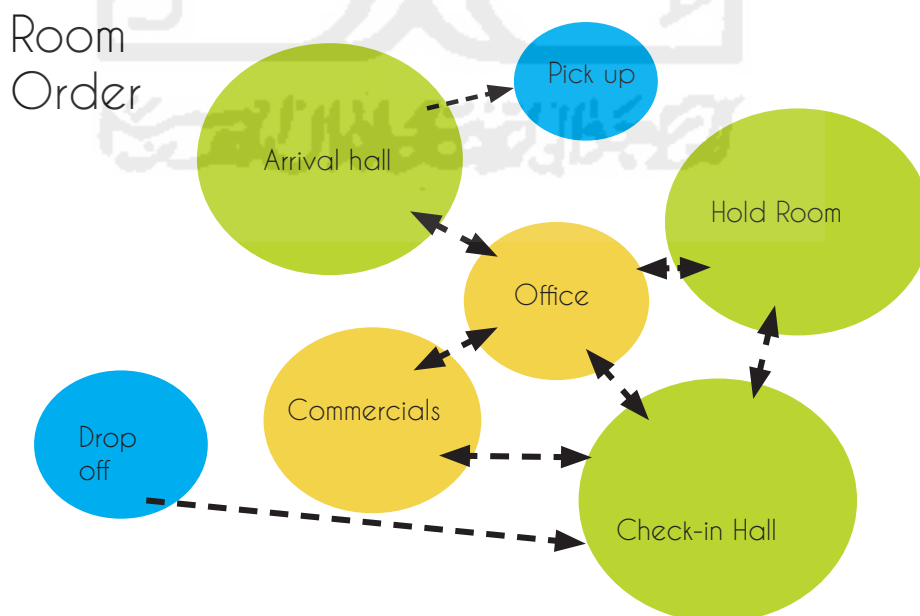 Room
Order
Pick up
Arrival hall
Hold Room
Office
Commercials
Drop
off
Check-in Hall